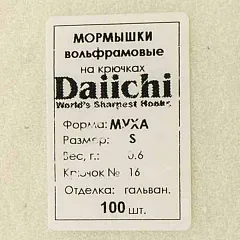 МОРМЫШКИ
вольфрамовые
на крючках
Daiichi
World's Sharpest Hooks
Форма: МУХА
Размер: S
Вес, г.: 0.6
Крючок № 16
Отделка: гальван.
100 шт.